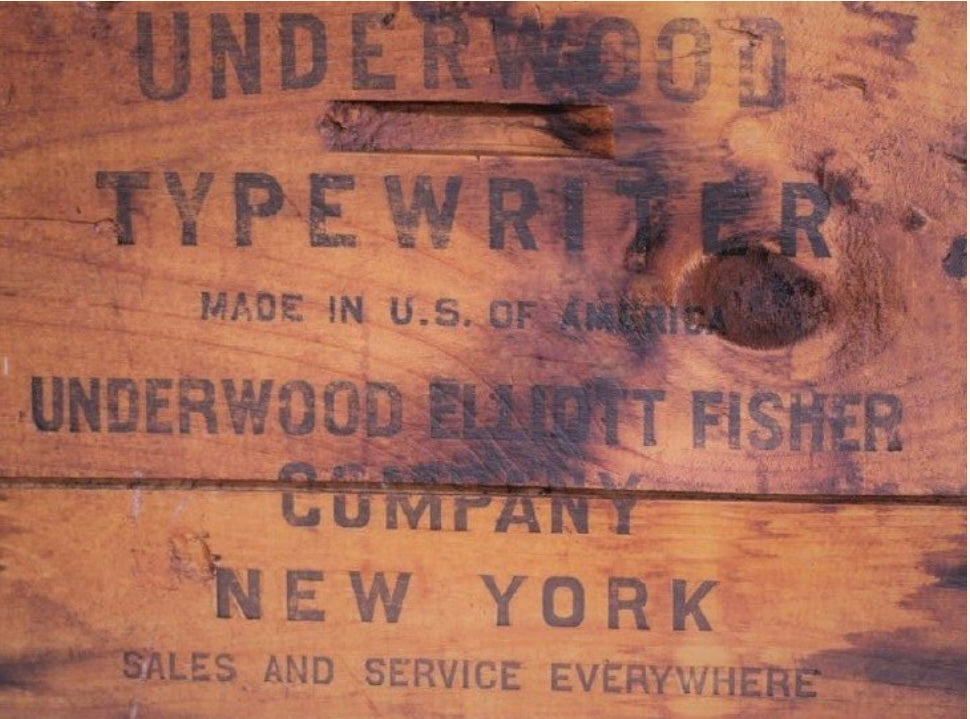 UNDERWOOD
TYPEWRITER
MADE IN U.S. OF AMERICA
UNDERWOOD ELLIOTT FISHER
COMPANY
NEW YORK
SALES AND SERVICE EVERYWHERE